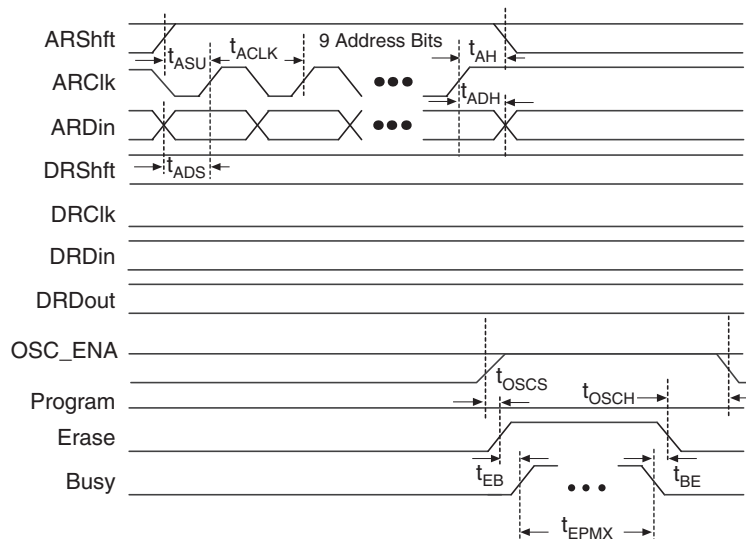 ARShft
9 Address Bits
tASU
tACLK
tAH
ARClk
tADH
ARDin
tADS
DRShft
DRClk
DRDin
DRDout
OSC_ENA
tOSCS
tOSCH
Program
Erase
tEB
tBE
Busy
tEPMX